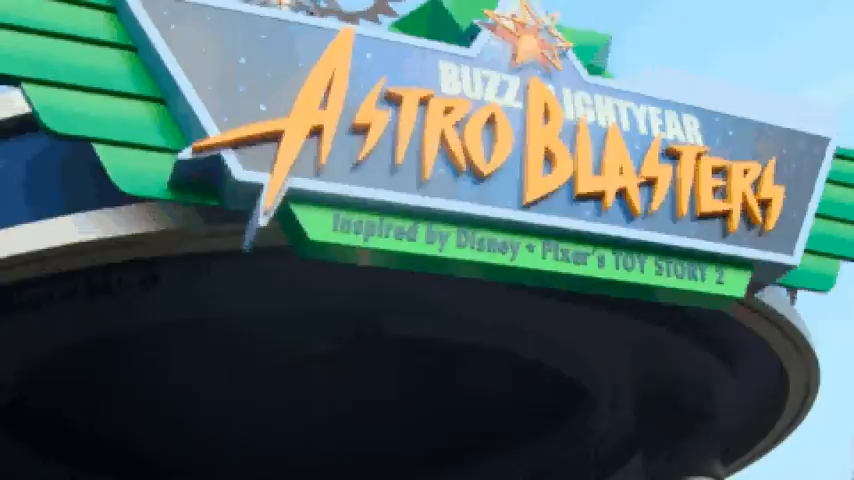 BUZZ LIGHTYEAR
ASTRO BLASTERS
Inspired by Disney • Pixar's TOY STORY 2